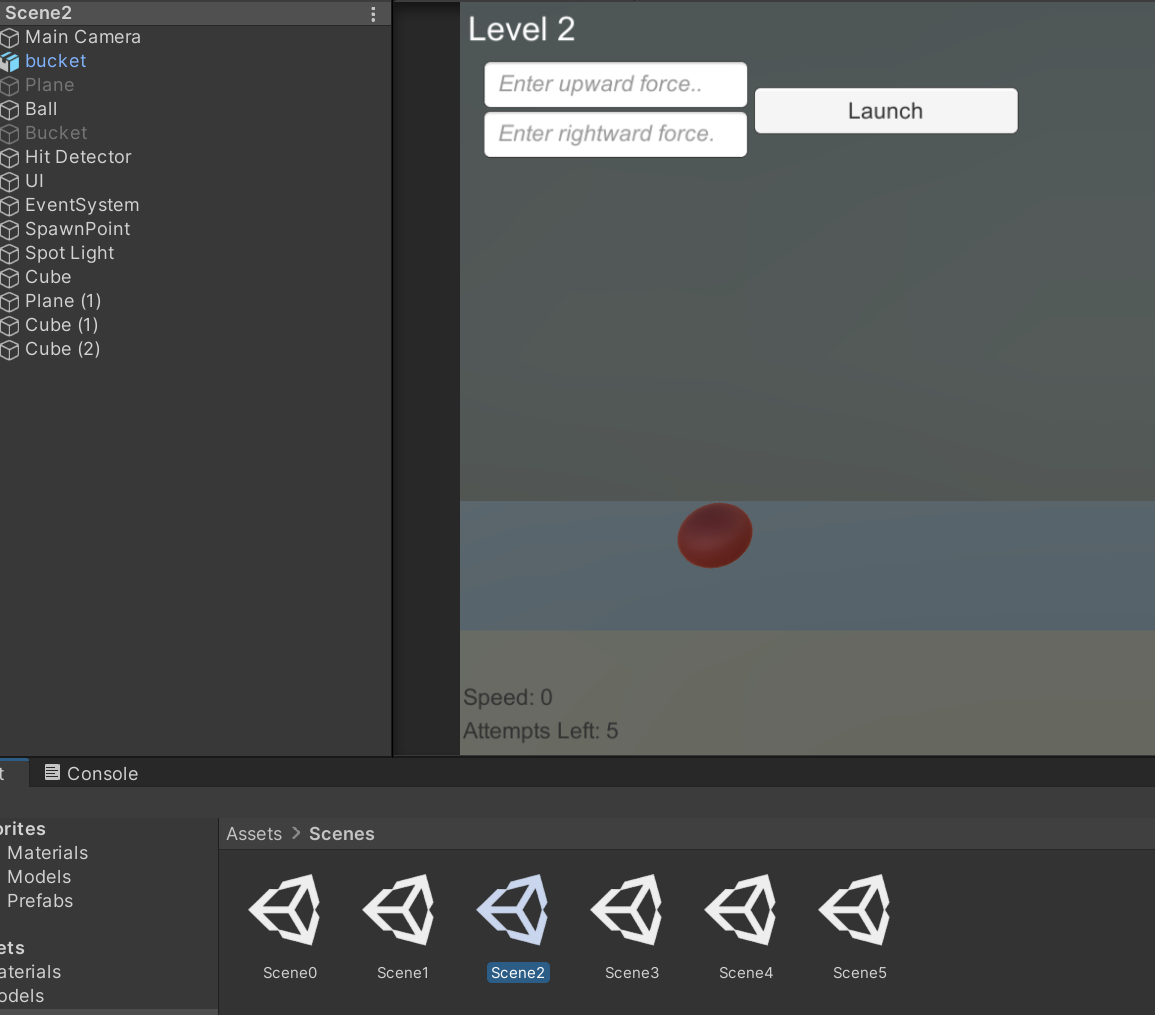 Scene2
Main Camera
bucket
Plane
Ball
Bucket
Hit Detector
UI
EventSystem
SpawnPoint
Spot Light
Cube
Plane (1)
Cube (1)
Cube (2)
Level 2
Enter upward force..
Enter rightward force.
Launch
Speed: 0
Attempts Left: 5
t
Console
orites
Materials
Models
Prefabs
ets
aterials
odels
Assets > Scenes
Scene0
Scene1
Scene2
Scene3
Scene4
Scene5